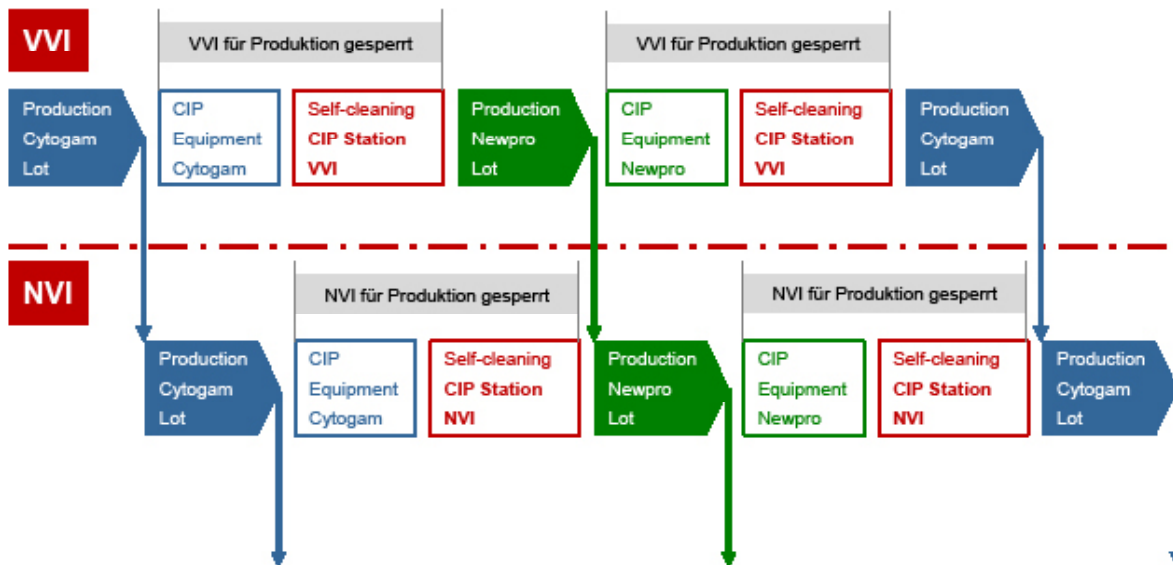 VVI
VVI für Produktion gesperrt
VVI für Produktion gesperrt
Production
Cytogam
Lot
CIP
Equipment
Cytogam
Self-cleaning
CIP Station
VVI
Production
Newpro
Lot
CIP
Equipment
Newpro
Self-cleaning
CIP Station
VVI
Production
Cytogam
Lot
NVI
NVI für Produktion gesperrt
NVI für Produktion gesperrt
Production
Cytogam
Lot
CIP
Equipment
Cytogam
Self-cleaning
CIP Station
NVI
Production
Newpro
Lot
CIP
Equipment
Newpro
Self-cleaning
CIP Station
NVI
Production
Cytogam
Lot